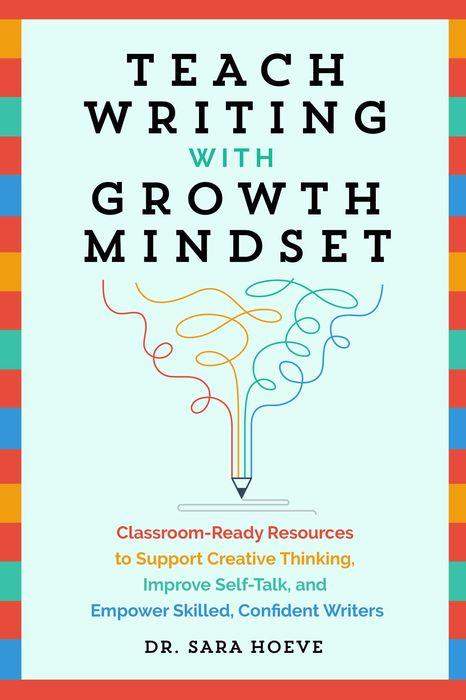 TEACH
WRITING
WITH
GROWTH
MINDSET
Classroom-Ready Resources
to Support Creative Thinking,
Improve Self-Talk, and
Empower Skilled, Confident Writers
DR. SARA HOEVE